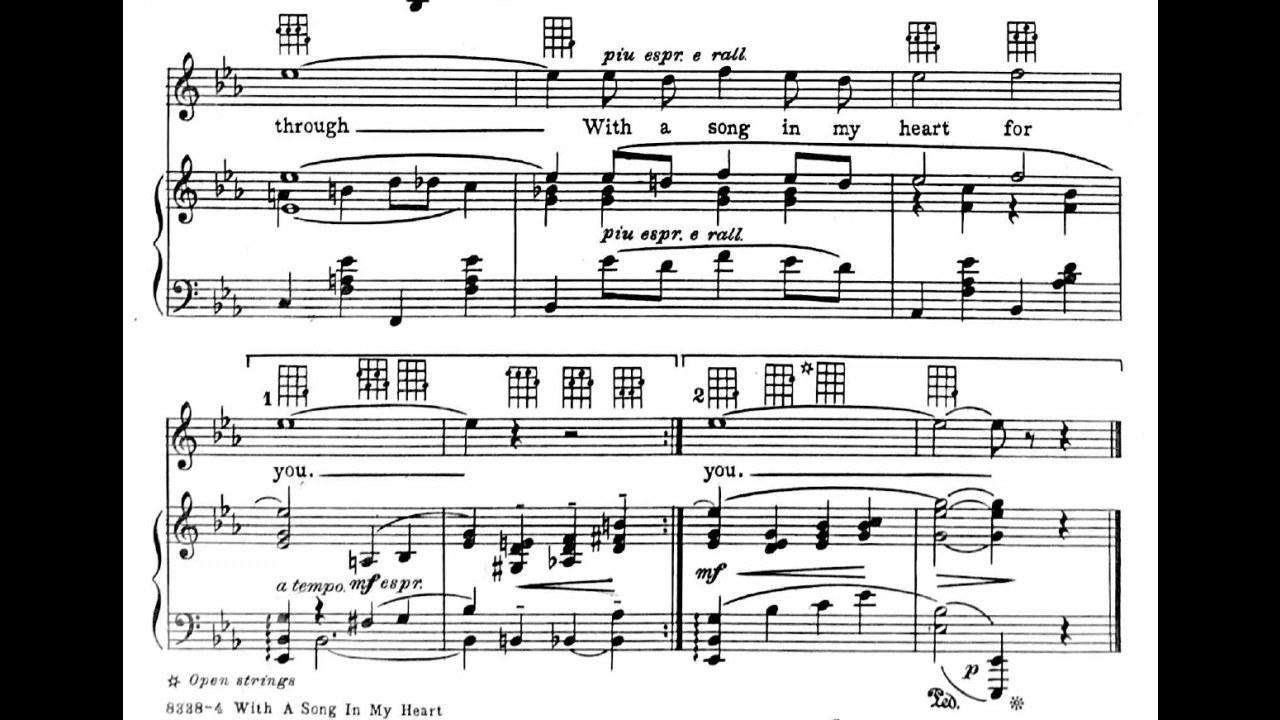 piu espr. e rall.
through With a song in my heart for
piu espr. e rall.
1 2
you. you.
a tempo mf espr. mf
p
Ped.
Open strings
8338-4 With A Song In My Heart